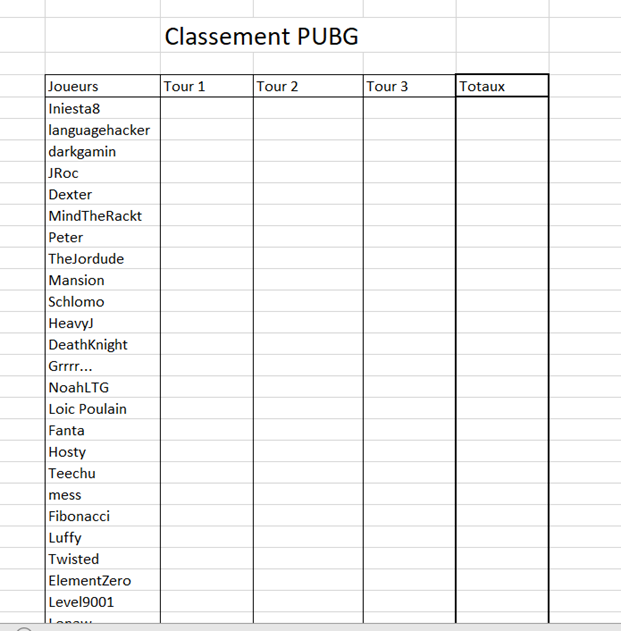 Classement PUBG
Joueurs Tour 1 Tour 2 Tour 3 Totaux
Iniesta8
languagehacker
darkgamin
JRoc
Dexter
MindTheRackt
Peter
TheJordude
Mansion
Schlomo
HeavyJ
DeathKnight
Grrrr...
NoahLTG
Loic Poulain
Fanta
Hosty
Teechu
mess
Fibonacci
Luffy
Twisted
ElementZero
Level9001